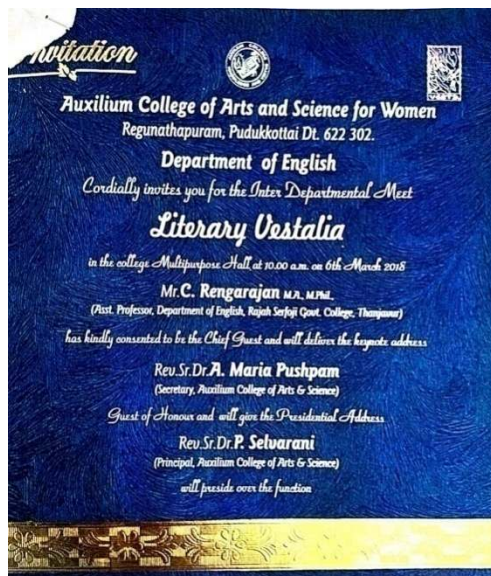 Invitation
Auxilium College of Arts and Science for Women
Regunathapuram, Pudukkottai Dt. 622 302.
Department of English
Cordially invites you for the Inter Departmental Meet
Literary Vestalia
in the college Multipurpose Hall at 10.00 a.m. on 6th March 2018
Mr.C. Rengarajan M.A., M.Phil.,
(Asst. Professor, Department of English, Rajah Serfoji Govt. College, Thanjavur)
has kindly consented to be the Chief Guest and will deliver the keynote address
Rev.Sr.Dr.A. Maria Pushpam
(Secretary, Auxilium College of Arts & Science)
Guest of Honour and will give the Presidential Address
Rev.Sr.Dr.P. Selvarani
(Principal, Auxilium College of Arts & Science)
will preside over the function